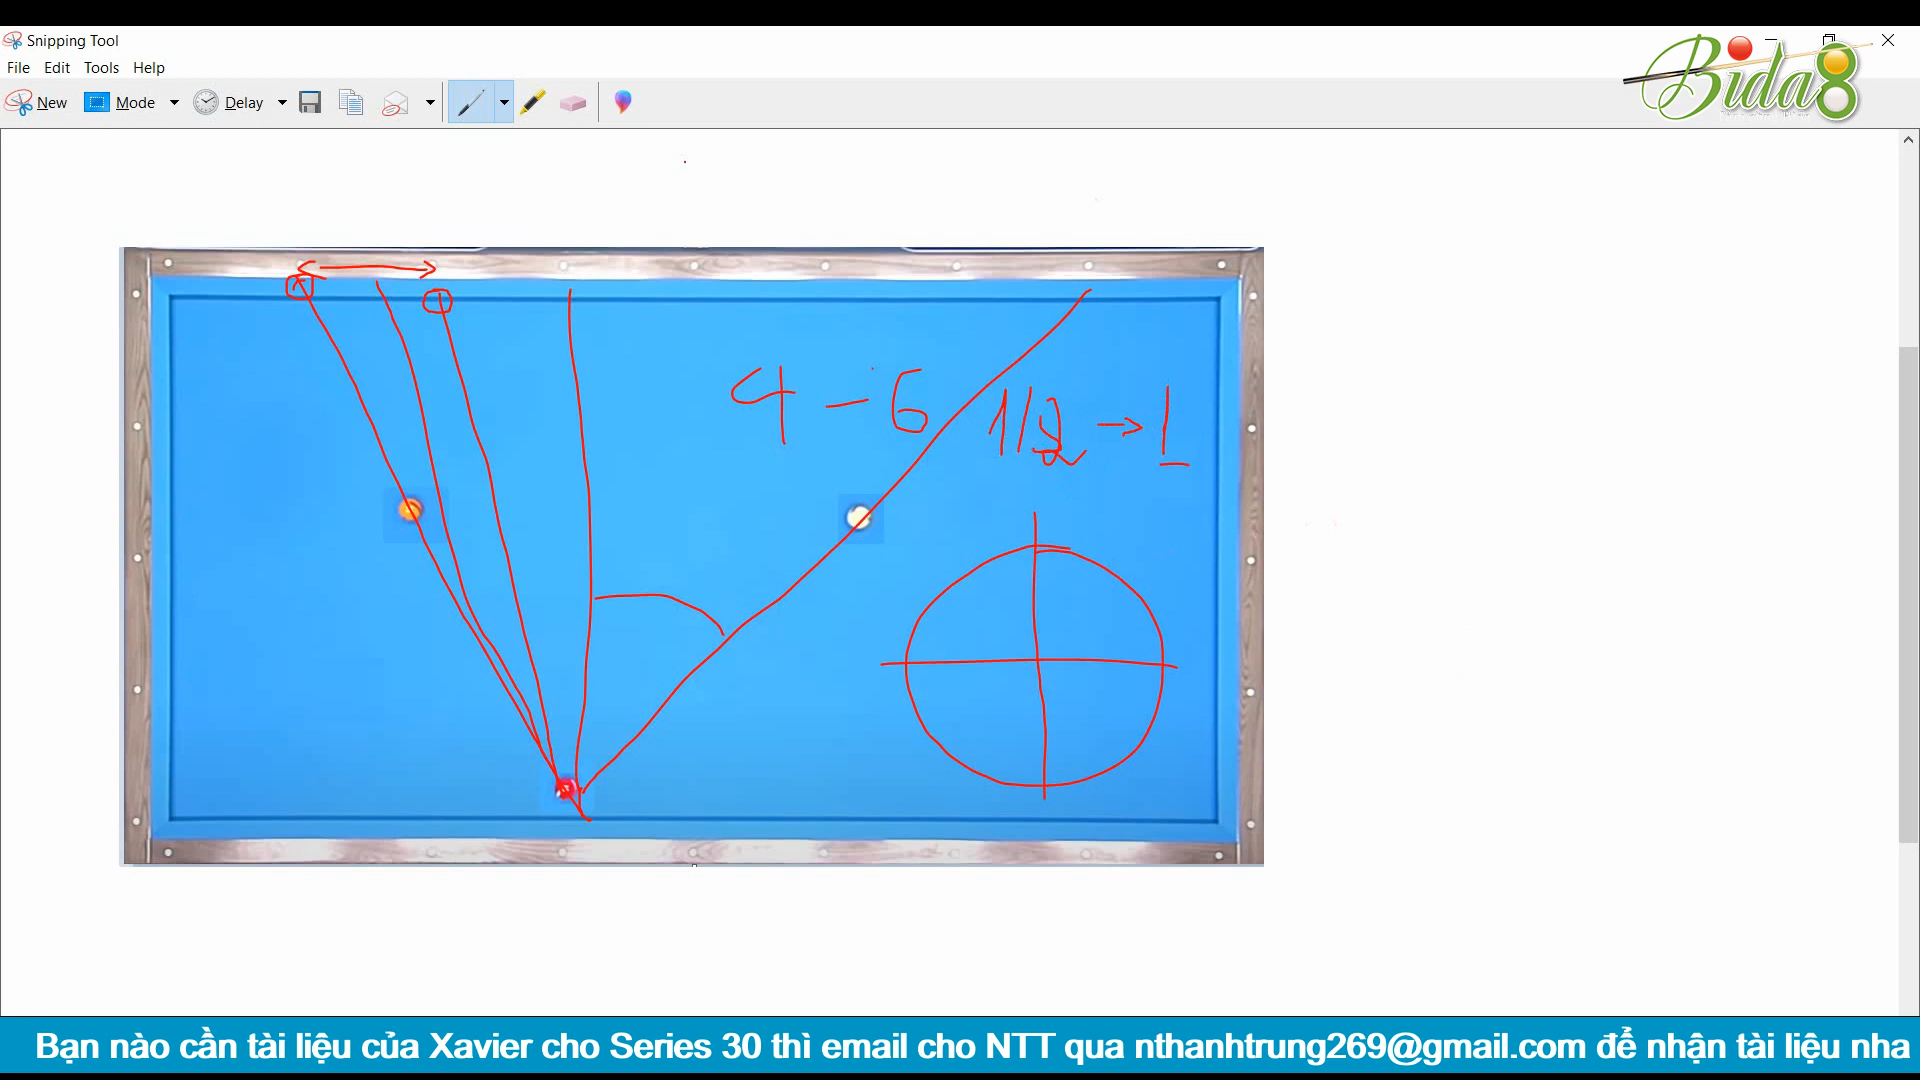 Snipping Tool
File Edit Tools Help
New Mode Delay
Bida8
4 - 6 1/2 → 1
Bạn nào cần tài liệu của Xavier cho Series 30 thì email cho NTT qua nthanhtrung269@gmail.com để nhận tài liệu nha